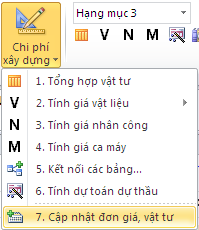 Hạng mục 3
Chi phí
xây dựng
V N M
1. Tổng hợp vật tư
V 2. Tính giá vật liệu
N 3. Tính giá nhân công
M 4. Tính giá ca máy
5. Kết nối các bảng...
6. Tính dự toán dự thầu
7. Cập nhật đơn giá, vật tư